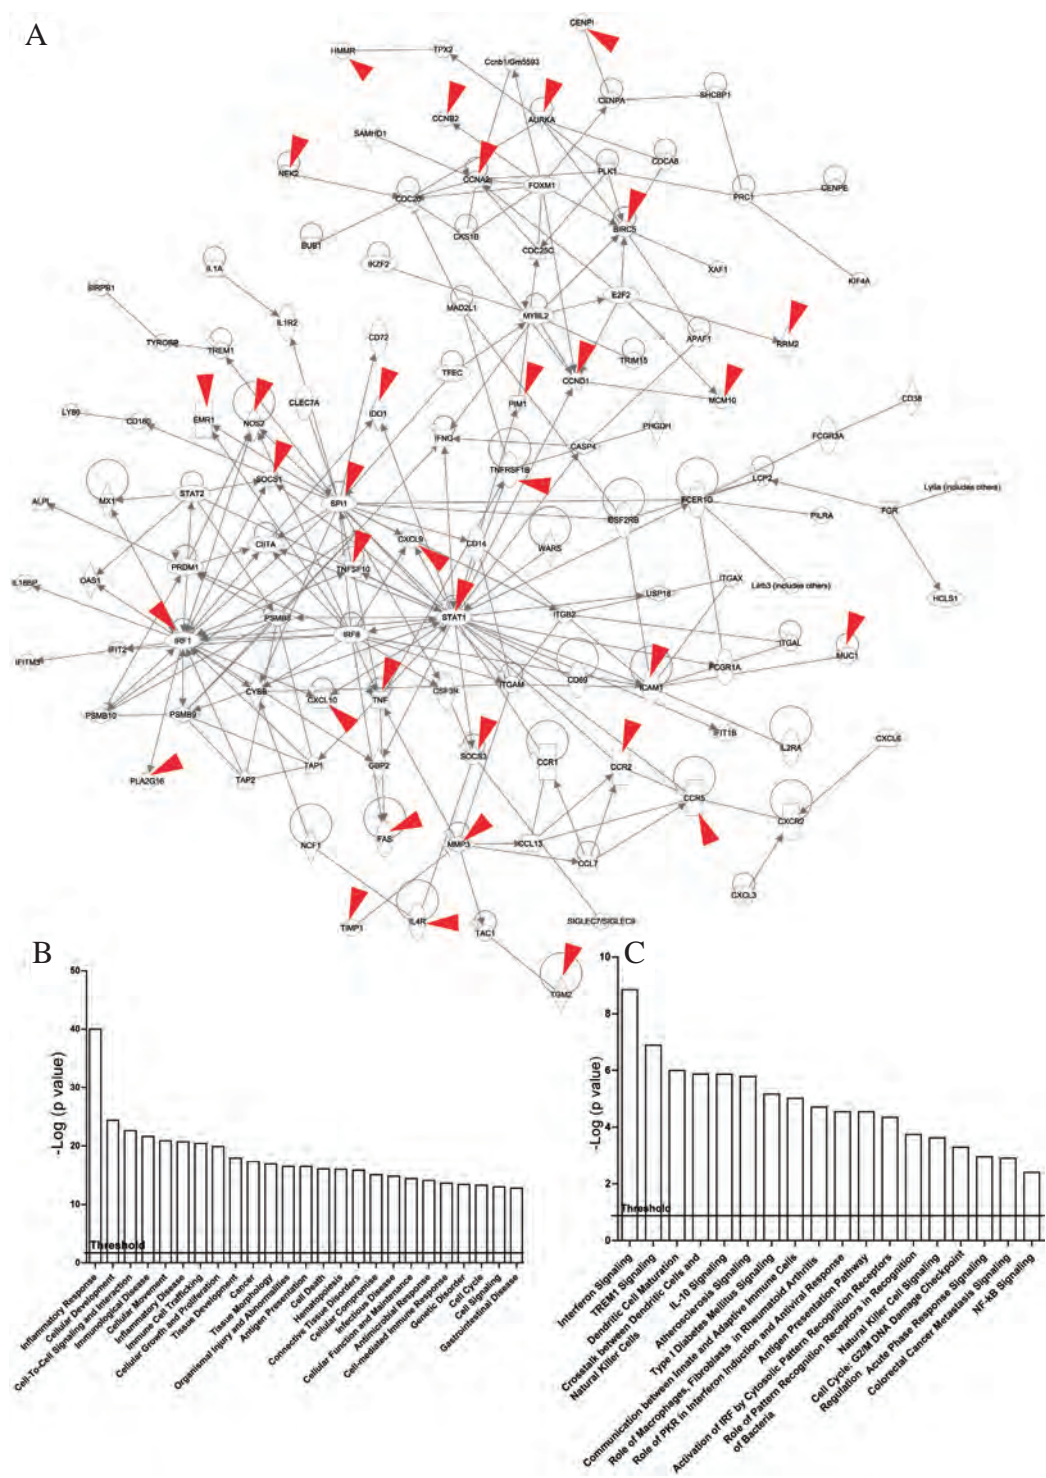 A
CENPI
HMMR
TPX2
Ccnb1/Gm5593
CENPA
SHCBP1
CCNB2
AURKA
SAMHD1
CDCA8
NEK2
CCNA2
FOXM1
PLK1
CDC20
PRC1
CENPE
BUB1
CKS1B
CDC25C
BIRC5
IL1A
IKZF2
XAF1
KIF4A
SIRPB1
E2F2
IL1R2
MAD2L1
MYBL2
TYROBP
TREM1
CD72
APAF1
RRM2
TFEC
TRIM15
CCND1
LY86
CD180
EMR1
NOS2
CLEC7A
IDO1
PIM1
MCM10
CD38
IFNG
CASP4
PHGDH
FCGR3A
TNFRSF1B
SOCS1
MX1
STAT2
SPI1
CSF2RB
FCER1G
LCP2
Ly6a (includes others)
ALPL
FGR
PILRA
CIITA
CXCL9
CD14
WARS
PRDM1
TNFSF10
IL18BP
OAS1
Lilrb3 (includes others)
ITGAX
USP18
HCLS1
PSMB8
STAT1
ITGB2
IRF1
IRF8
IFIT2
IFITM3
ITGAL
MUC1
FCGR1A
CYBB
CXCL10
TNF
CSF3R
ITGAM
CD69
ICAM1
PSMB10
PSMB9
IFIT1B
IL2RA
CXCL6
SOCS3
CCR1
CCR2
PLA2G16
TAP2
TAP1
GBP2
CCR5
CXCR2
NCF1
FAS
MMP3
CCL13
CCL7
CXCL3
TIMP1
IL4R
TAC1
SIGLEC7/SIGLEC9
TGM2
B
-Log (p value)
50
40
30
20
10
0
Threshold
Inflammatory Response
Cellular Development
Cell-To-Cell Signaling and Interaction
Immunological Disease
Cellular Movement
Inflammatory Disease
Immune Cell Trafficking
Cellular Growth and Proliferation
Tissue Development
Cancer
Tissue Morphology
Organismal Injury and Abnormalities
Antigen Presentation
Cell Death
Hematopoiesis
Connective Tissue Disorders
Cellular Compromise
Infectious Disease
Cellular Function and Maintenance
Antimicrobial Response
Cell-mediated Immune Response
Genetic Disorder
Cell Cycle
Cell Signaling
Gastrointestinal Disease
C
-Log (p value)
10
8
6
4
2
0
Threshold
Interferon Signaling
TREM1 Signaling
Dendritic Cell Maturation
Crosstalk between Dendritic Cells and
Natural Killer Cells
IL-10 Signaling
Atherosclerosis Signaling
Type I Diabetes Mellitus Signaling
Communication between Innate and Adaptive Immune Cells
Role of Macrophages, Fibroblasts in Rheumatoid Arthritis
Role of PKR in Interferon Induction and Antiviral Response
Antigen Presentation Pathway
Activation of IRF by Cytosolic Pattern Recognition Receptors
Role of Pattern Recognition Receptors in Recognition
of Bacteria
Natural Killer Cell Signaling
Cell Cycle: G2/M DNA Damage Checkpoint
Regulation
Acute Phase Response Signaling
Colorectal Cancer Metastasis Signaling
NF-kB Signaling